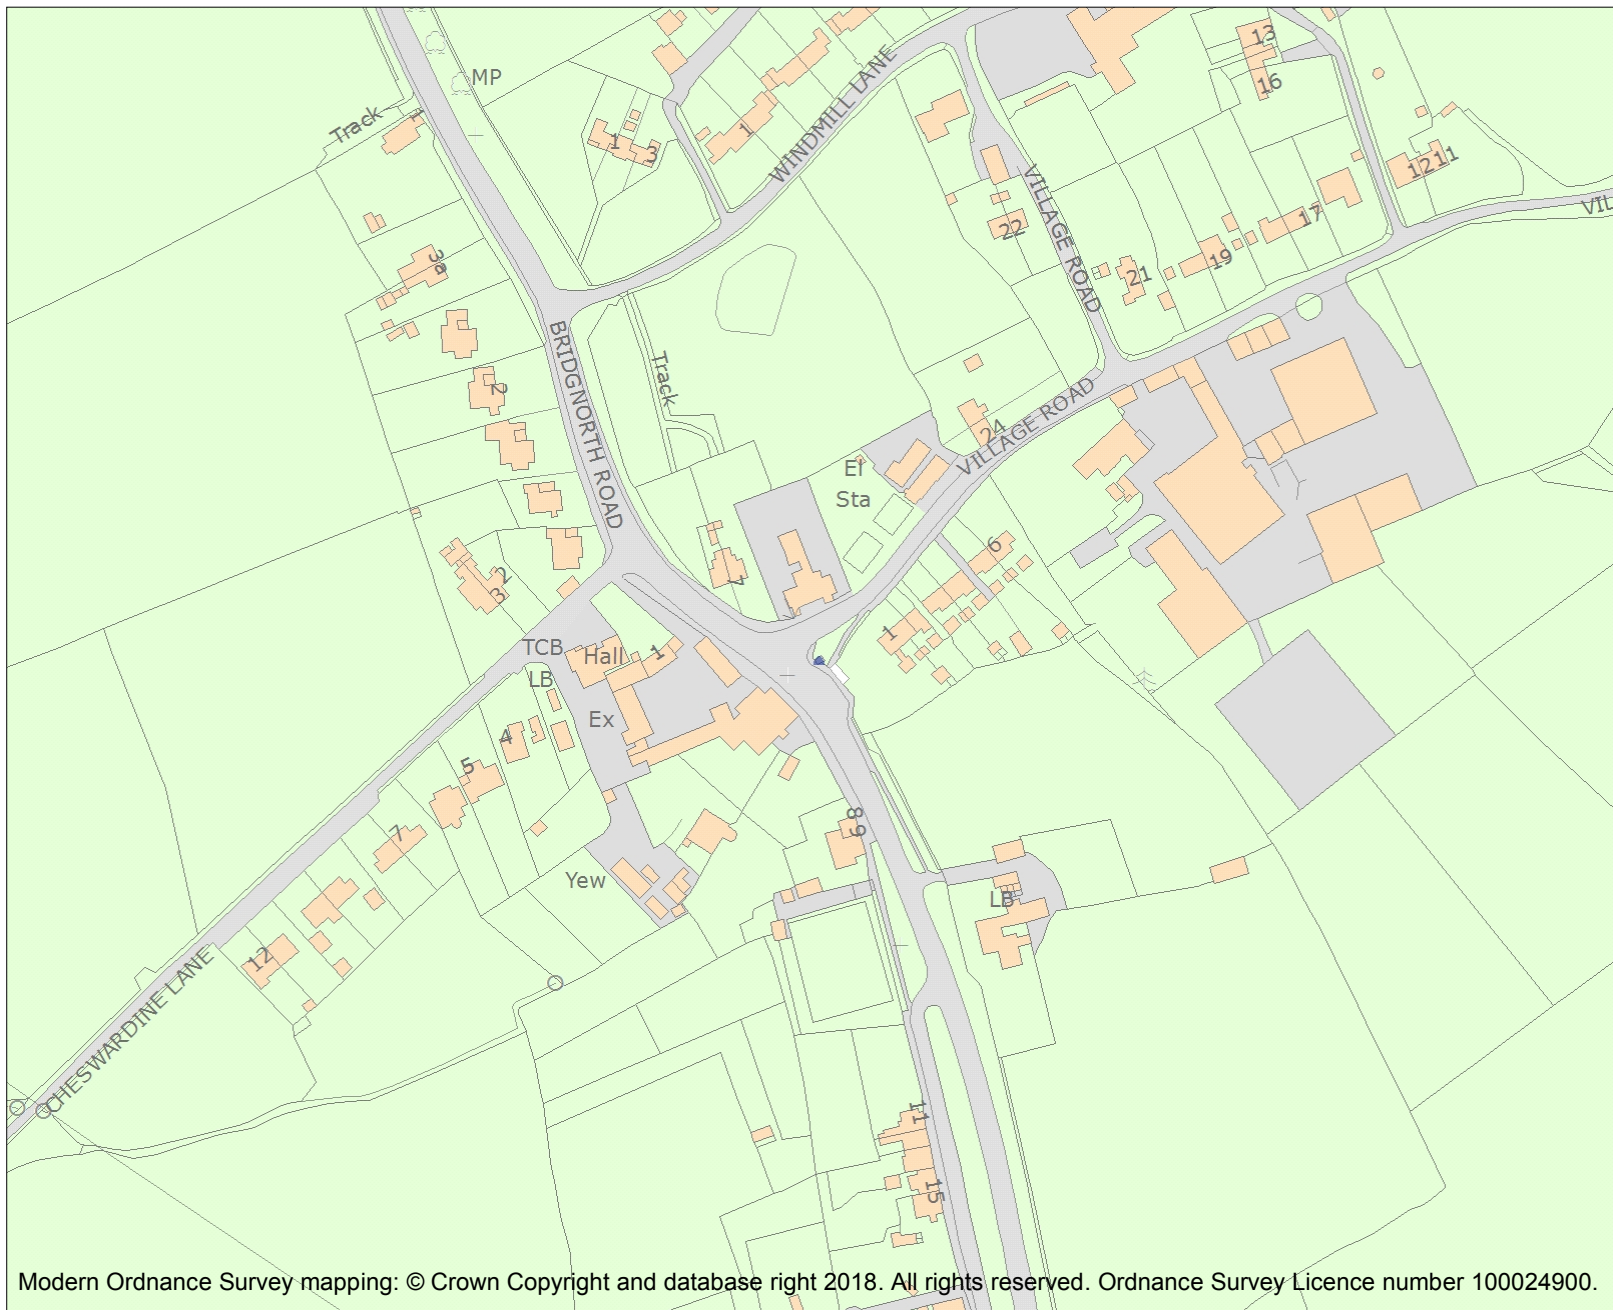 MP
13
16
Track
1
1
3
1
WINDMILL LANE
VILLAGE ROAD
12 11
VIL
17
22
19
21
3a
BRIDGNORTH ROAD
Track
2
24
VILLAGE ROAD
El
Sta
6
7
2
3
1
TCB
Hall
1
LB
Ex
4
5
7
8
9
Yew
LB
12
CHESWARDINE LANE
11
15
Modern Ordnance Survey mapping: © Crown Copyright and database right 2018. All rights reserved. Ordnance Survey Licence number 100024900.